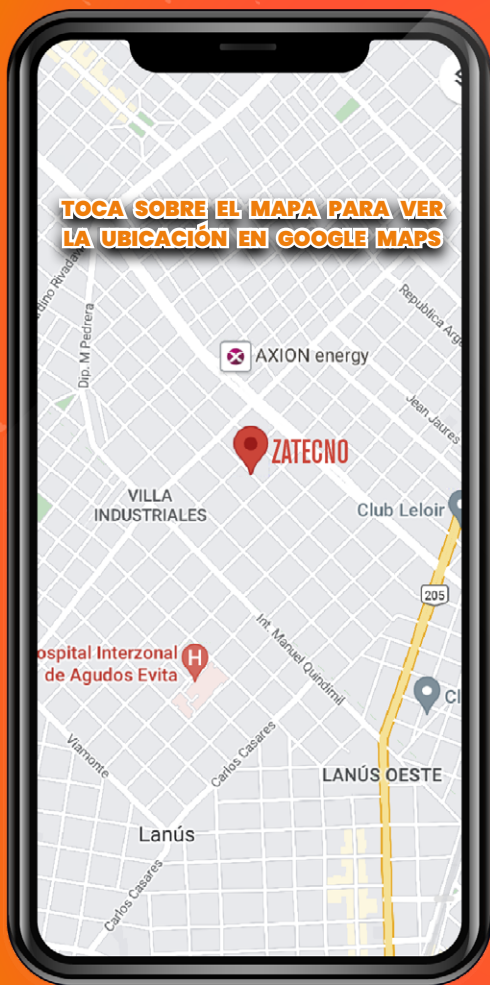 TOCA SOBRE EL MAPA PARA VER
LA UBICACIÓN EN GOOGLE MAPS
Dip. M Pedrera
Republica Arg
AXION energy
Jean Jaures
ZATECNO
VILLA
INDUSTRIALES
Club Leloir
205
Int. Manuel Quindimil
ospital Interzonal
de Agudos Evita
H
Cl
Viamonte
Carlos Casares
LANÚS OESTE
Lanús
Carlos Casares